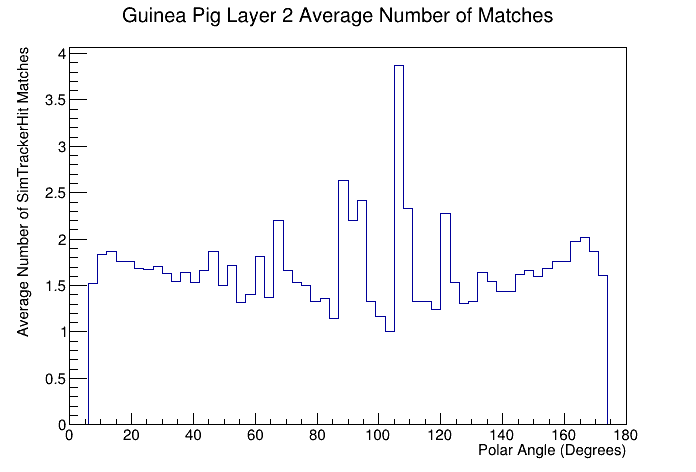 Guinea Pig Layer 2 Average Number of Matches
Average Number of SimTrackerHit Matches
4
3.5
3
2.5
2
1.5
1
0.5
0
0 20 40 60 80 100 120 140 160 180
Polar Angle (Degrees)